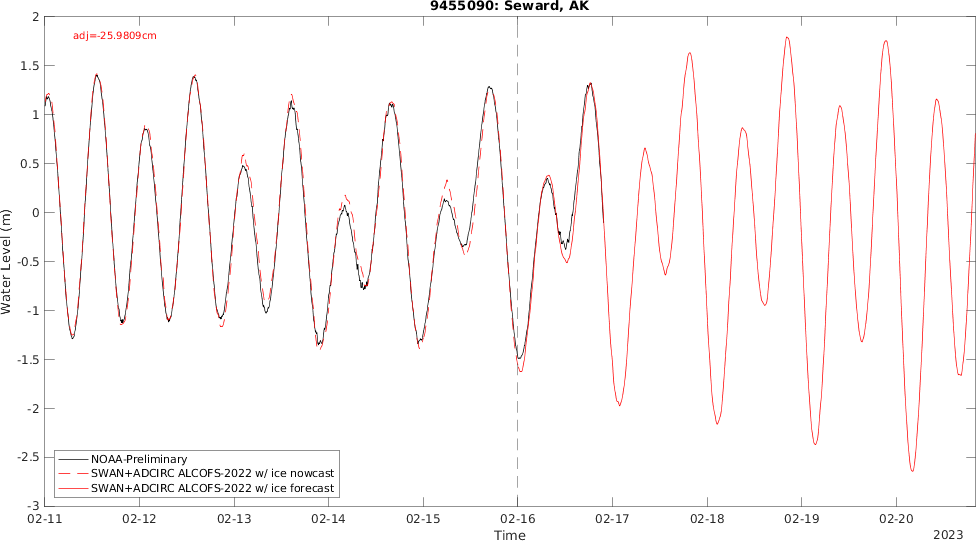 9455090: Seward, AK
adj=-25.9809cm
Water Level (m)
2
1.5
1
0.5
0
-0.5
-1
-1.5
-2
-2.5
-3
NOAA-Preliminary
SWAN+ADCIRC ALCOFS-2022 w/ ice nowcast
SWAN+ADCIRC ALCOFS-2022 w/ ice forecast
02-11 02-12 02-13 02-14 02-15 02-16 02-17 02-18 02-19 02-20
Time
2023